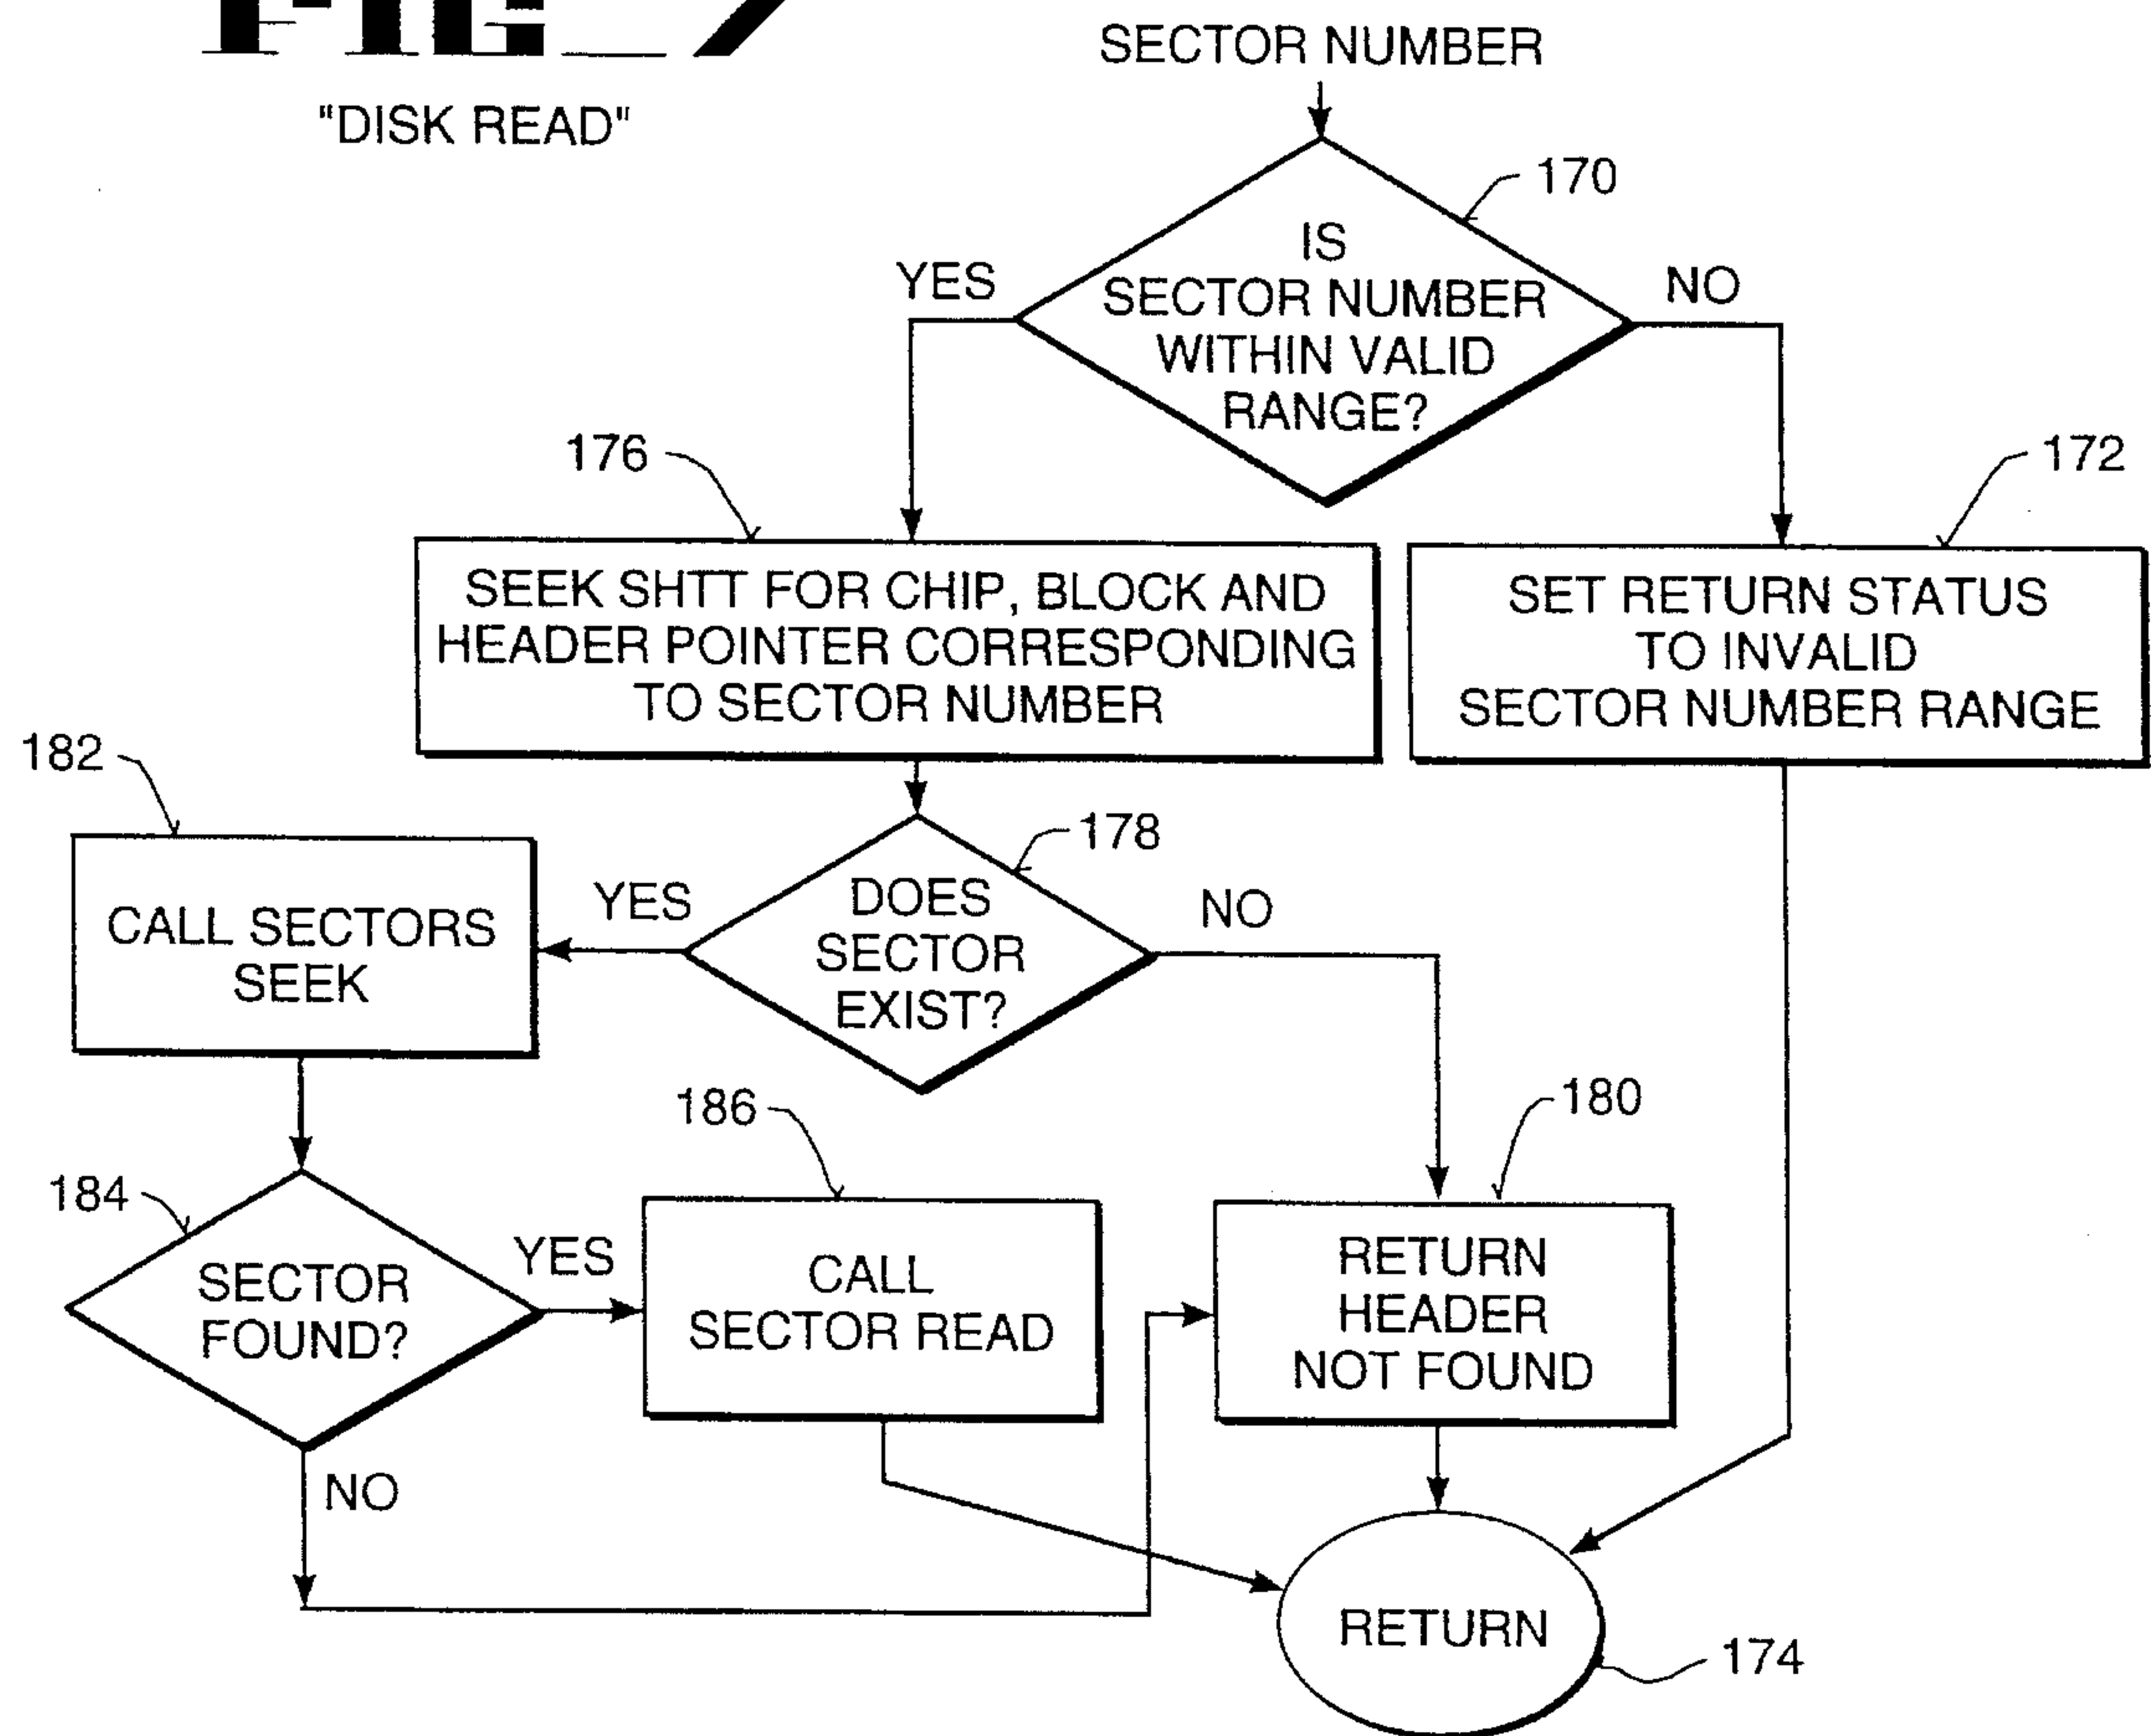 FIG_7
"DISK READ"
SECTOR NUMBER
170
IS
SECTOR NUMBER
WITHIN VALID
RANGE?
YES
NO
176
172
SEEK SHTT FOR CHIP, BLOCK AND
HEADER POINTER CORRESPONDING
TO SECTOR NUMBER
SET RETURN STATUS
TO INVALID
SECTOR NUMBER RANGE
182
178
CALL SECTORS
SEEK
YES
DOES
SECTOR
EXIST?
NO
186
180
184
SECTOR
FOUND?
YES
CALL
SECTOR READ
RETURN
HEADER
NOT FOUND
NO
RETURN
174